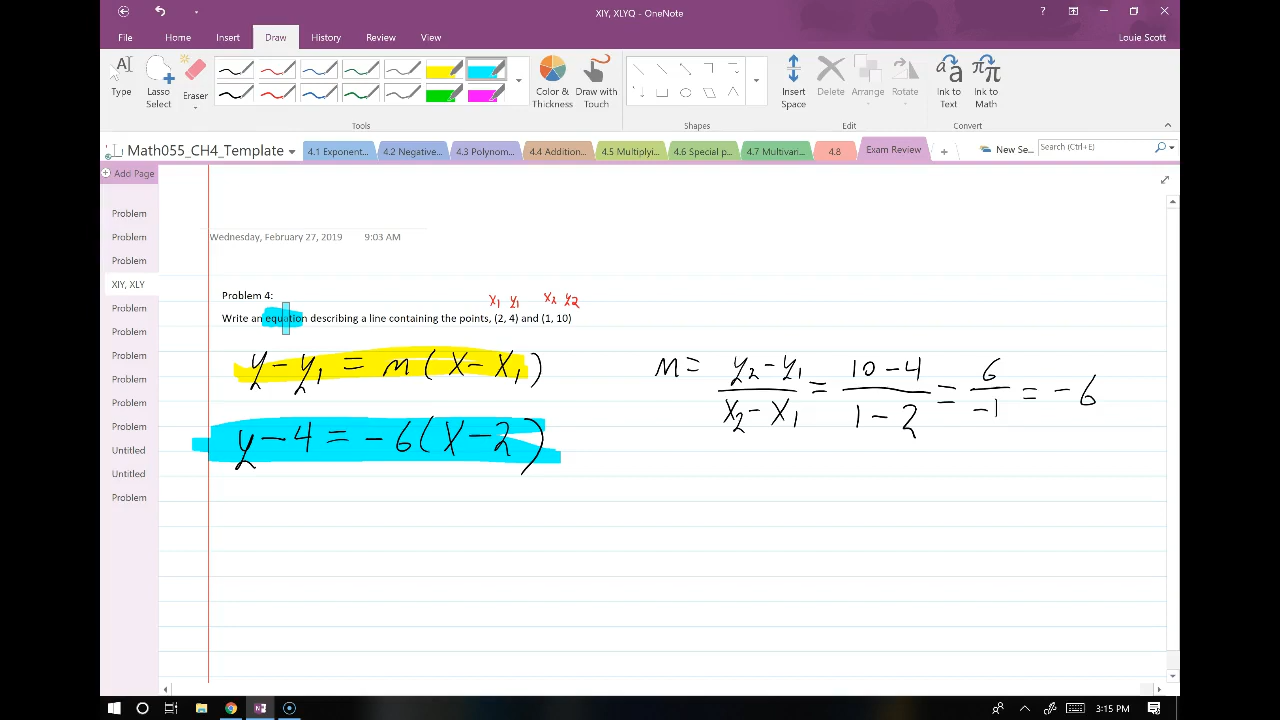 XIY, XLYQ - OneNote
?
File Home Insert Draw History Review View
Louie Scott
Type
Lasso Select
Eraser
Color & Thickness
Draw with Touch
Insert Space
Delete
Arrange
Rotate
Ink to Text
Ink to Math
Tools
Shapes
Edit
Convert
Math055_CH4_Template
4.1 Exponent...
4.2 Negative...
4.3 Polynom...
4.4 Addition...
4.5 Multiplyi...
4.6 Special p...
4.7 Multivari...
4.8
Exam Review
+
New Se...
Search (Ctrl+E)
Add Page
Problem
Problem
Problem
XIY, XLY
Problem
Problem
Problem
Problem
Problem
Problem
Untitled
Untitled
Problem
Wednesday, February 27, 2019 9:03 AM
Problem 4:
x₁ y₁ x₂ y₂
Write an equation describing a line containing the points, (2, 4) and (1, 10)
y - y₁ = m(x - x₁)
m = y₂ - y₁ / x₂ - x₁ = 10 - 4 / 1 - 2 = 6 / -1 = -6
y - 4 = -6(x - 2)
3:15 PM